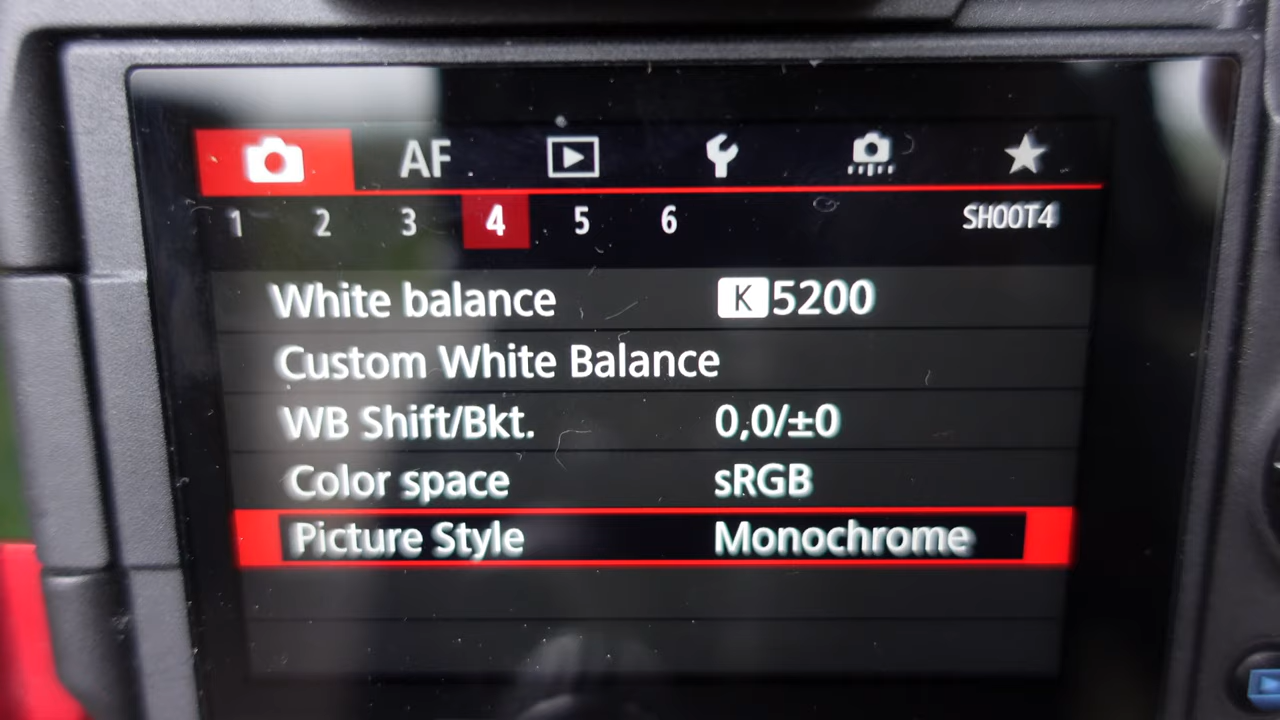 AF
1 2 3 4 5 6 SHOOT4
White balance K 5200
Custom White Balance
WB Shift/Bkt. 0,0/±0
Color space sRGB
Picture Style Monochrome